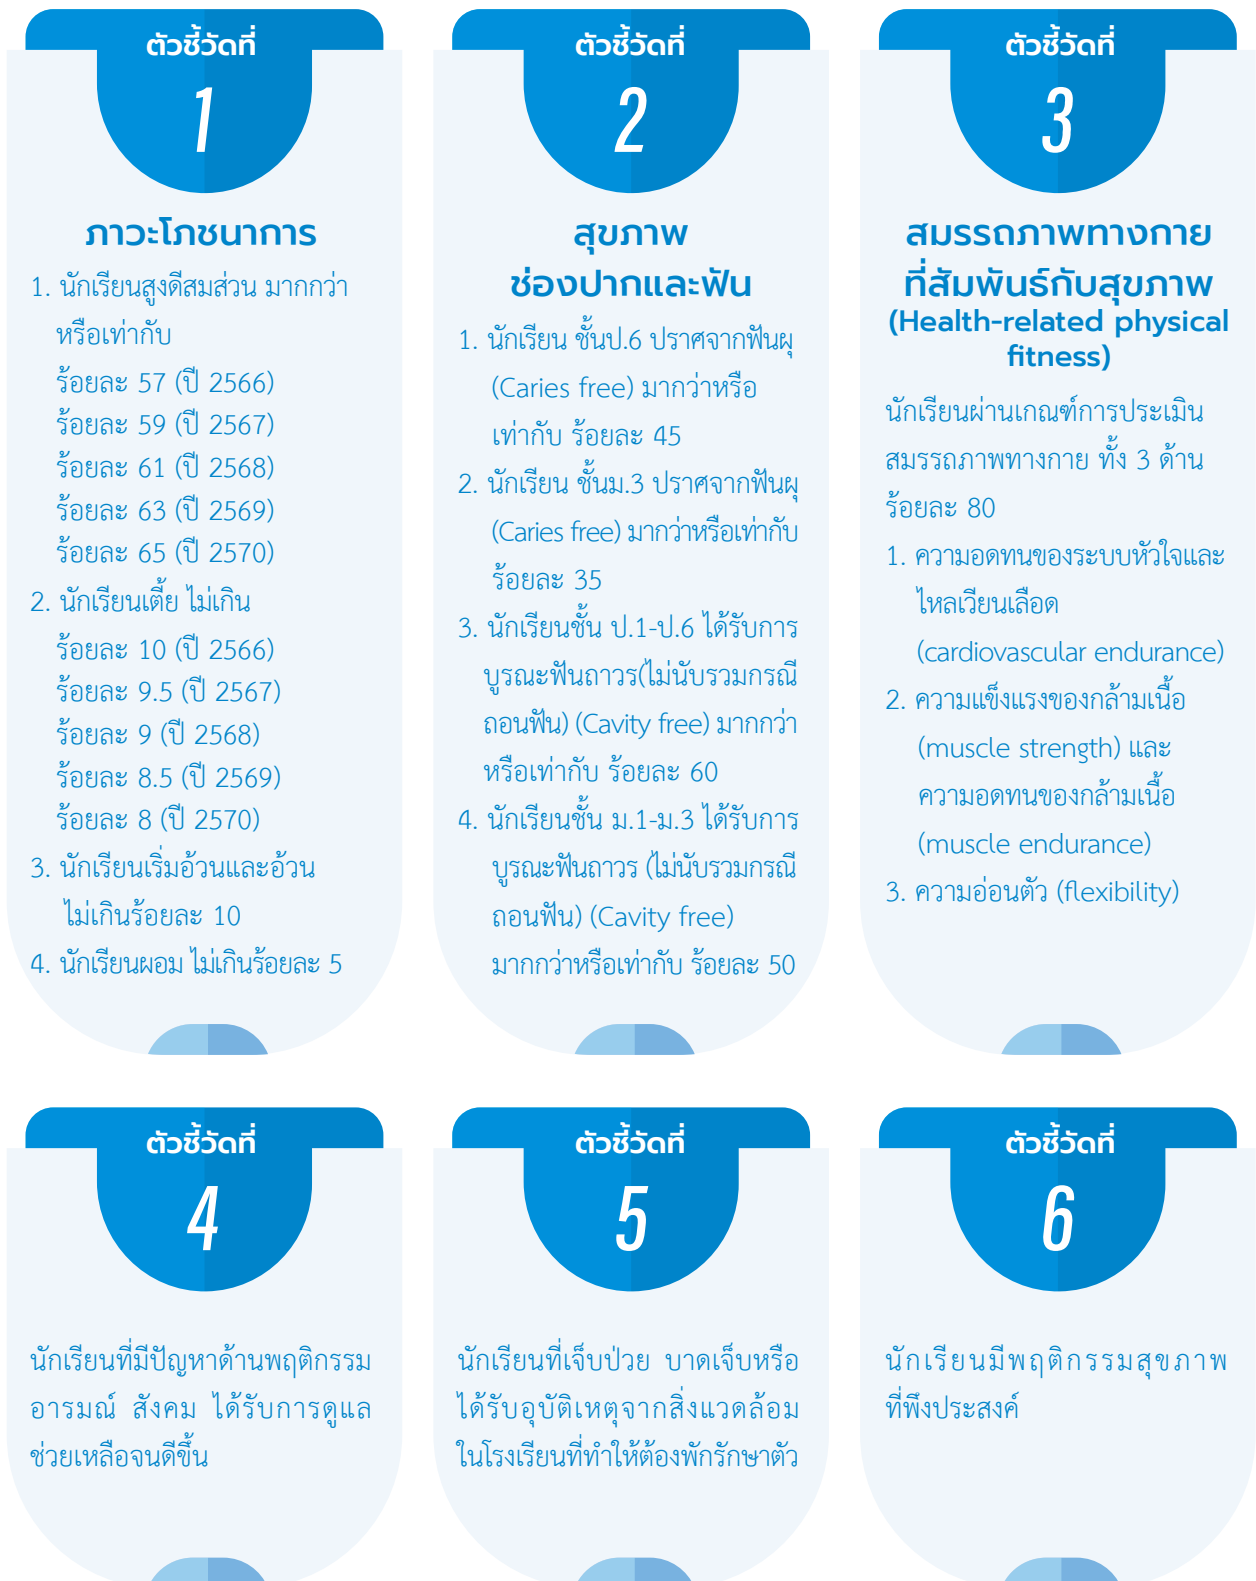 ตัวชี้วัดที่
1
ภาวะโภชนาการ
1. นักเรียนสูงดีสมส่วน มากกว่า
หรือเท่ากับ
ร้อยละ 57 (ปี 2566)
ร้อยละ 59 (ปี 2567)
ร้อยละ 61 (ปี 2568)
ร้อยละ 63 (ปี 2569)
ร้อยละ 65 (ปี 2570)
2. นักเรียนเตี้ย ไม่เกิน
ร้อยละ 10 (ปี 2566)
ร้อยละ 9.5 (ปี 2567)
ร้อยละ 9 (ปี 2568)
ร้อยละ 8.5 (ปี 2569)
ร้อยละ 8 (ปี 2570)
3. นักเรียนเริ่มอ้วนและอ้วน
ไม่เกินร้อยละ 10
4. นักเรียนผอม ไม่เกินร้อยละ 5
ตัวชี้วัดที่
2
สุขภาพ
ช่องปากและฟัน
1. นักเรียน ชั้นป.6 ปราศจากฟันผุ
(Caries free) มากว่าหรือ
เท่ากับ ร้อยละ 45
2. นักเรียน ชั้นม.3 ปราศจากฟันผุ
(Caries free) มากว่าหรือเท่ากับ
ร้อยละ 35
3. นักเรียนชั้น ป.1-ป.6 ได้รับการ
บูรณะฟันถาวร(ไม่นับรวมกรณี
ถอนฟัน) (Cavity free) มากกว่า
หรือเท่ากับ ร้อยละ 60
4. นักเรียนชั้น ม.1-ม.3 ได้รับการ
บูรณะฟันถาวร (ไม่นับรวมกรณี
ถอนฟัน) (Cavity free)
มากกว่าหรือเท่ากับ ร้อยละ 50
ตัวชี้วัดที่
3
สมรรถภาพทางกาย
ที่สัมพันธ์กับสุขภาพ
(Health-related physical
fitness)
นักเรียนผ่านเกณฑ์การประเมิน
สมรรถภาพทางกาย ทั้ง 3 ด้าน
ร้อยละ 80
1. ความอดทนของระบบหัวใจและ
ไหลเวียนเลือด
(cardiovascular endurance)
2. ความแข็งแรงของกล้ามเนื้อ
(muscle strength) และ
ความอดทนของกล้ามเนื้อ
(muscle endurance)
3. ความอ่อนตัว (flexibility)
ตัวชี้วัดที่
4
นักเรียนที่มีปัญหาด้านพฤติกรรม
อารมณ์ สังคม ได้รับการดูแล
ช่วยเหลือจนดีขึ้น
ตัวชี้วัดที่
5
นักเรียนที่เจ็บป่วย บาดเจ็บหรือ
ได้รับอุบัติเหตุจากสิ่งแวดล้อม
ในโรงเรียนที่ทำให้ต้องพักรักษาตัว
ตัวชี้วัดที่
6
นักเรียนมีพฤติกรรมสุขภาพ
ที่พึงประสงค์